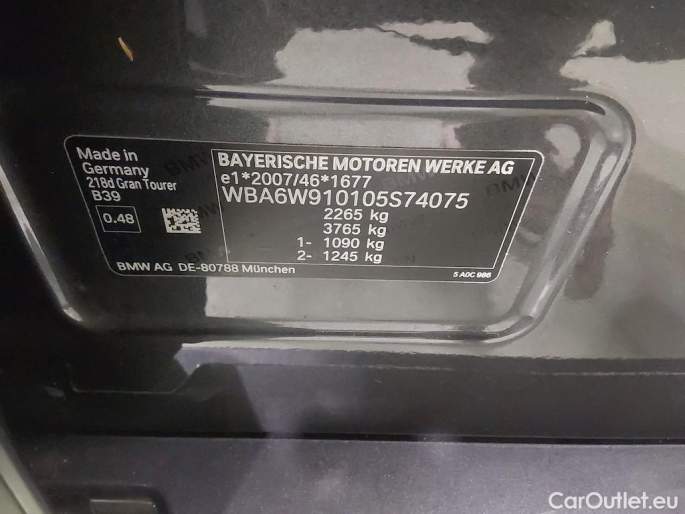 Made in
Germany
218d Gran Tourer
B39
0.48
BAYERISCHE MOTOREN WERKE AG
e1*2007/46*1677
WBA6W910105S74075
2265 kg
3765 kg
1- 1090 kg
2- 1245 kg
BMW AG DE-80788 München
5 A0C 986
CarOutlet.eu